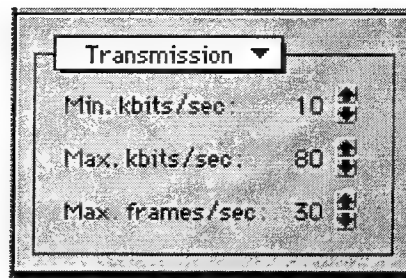 Transmission
Min. kbits/sec: 10
Max. kbits/sec: 80
Max. frames/sec: 30